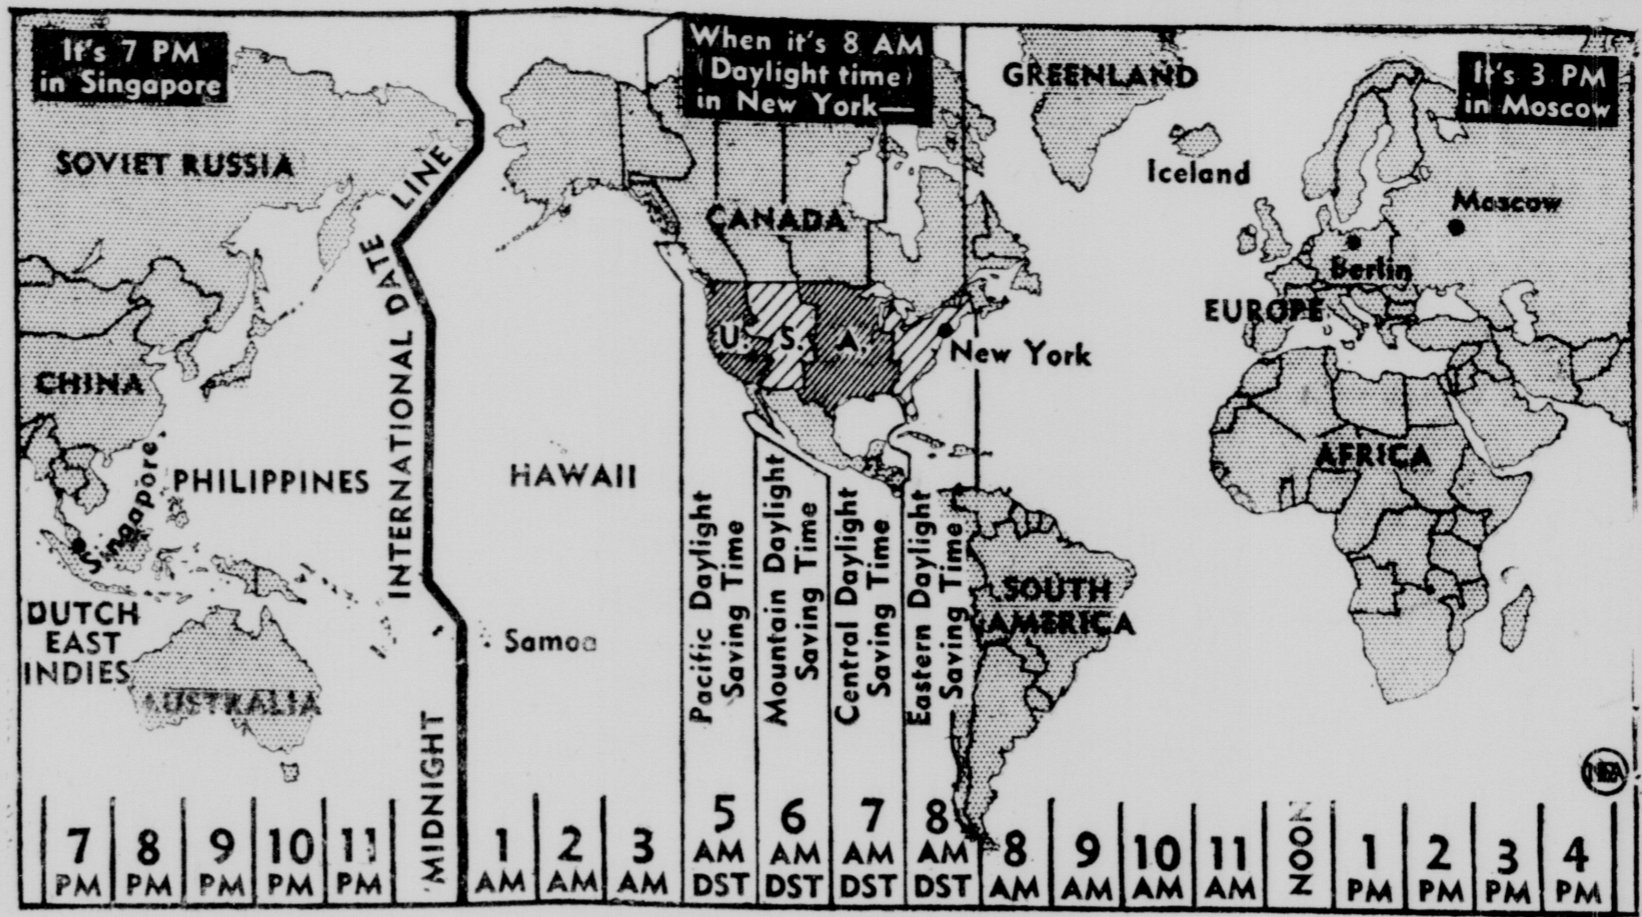 It's 7 PM
in Singapore
When it's 8 AM
(Daylight time)
in New York—
It's 3 PM
in Moscow
GREENLAND
Iceland
SOVIET RUSSIA
CANADA
Moscow
Berlin
EUROPE
U. S. A.
New York
CHINA
INTERNATIONAL DATE LINE
AFRICA
Singapore
PHILIPPINES
HAWAII
Pacific Daylight
Saving Time
Mountain Daylight
Saving Time
Central Daylight
Saving Time
Eastern Daylight
Saving Time
SOUTH
AMERICA
DUTCH
EAST
INDIES
Samoa
AUSTRALIA
NEA
7 PM
8 PM
9 PM
10 PM
11 PM
MIDNIGHT
1 AM
2 AM
3 AM
5 AM DST
6 AM DST
7 AM DST
8 AM DST
8 AM
9 AM
10 AM
11 AM
NOON
1 PM
2 PM
3 PM
4 PM